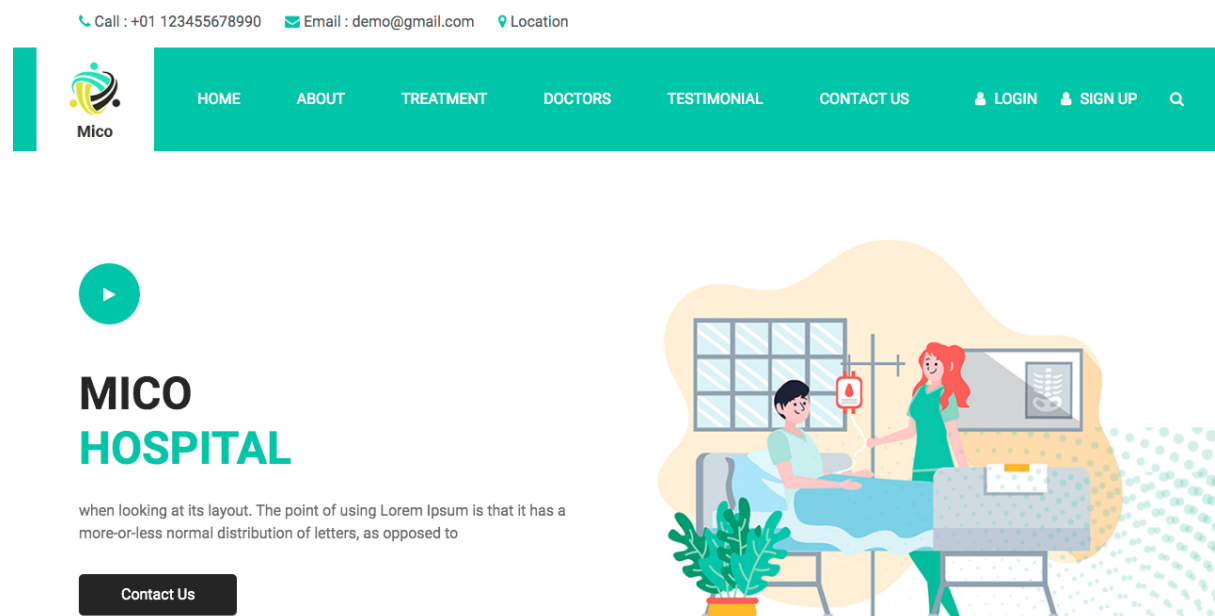 Call : +01 123455678990 Email : demo@gmail.com Location
Mico
HOME ABOUT TREATMENT DOCTORS TESTIMONIAL CONTACT US LOGIN SIGN UP
MICO
HOSPITAL
when looking at its layout. The point of using Lorem Ipsum is that it has a
more-or-less normal distribution of letters, as opposed to
Contact Us